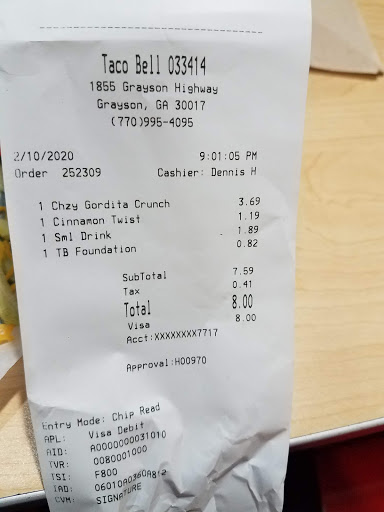 Taco Bell 033414
1855 Grayson Highway
Grayson, GA 30017
(770)995-4095
2/10/2020 9:01:05 PM
Order 252309 Cashier: Dennis H
1 Chzy Gordita Crunch 3.69
1 Cinnamon Twist 1.19
1 Sml Drink 1.89
1 TB Foundation 0.82
SubTotal 7.59
Tax 0.41
Total 8.00
Visa 8.00
Acct:XXXXXXXX7717
Approval:H00970
Entry Mode: Chip Read
APL: Visa Debit
AID: A0000000031010
TVR: 0080001000
TSI: F800
IAD:
CVM: SIGNATURE